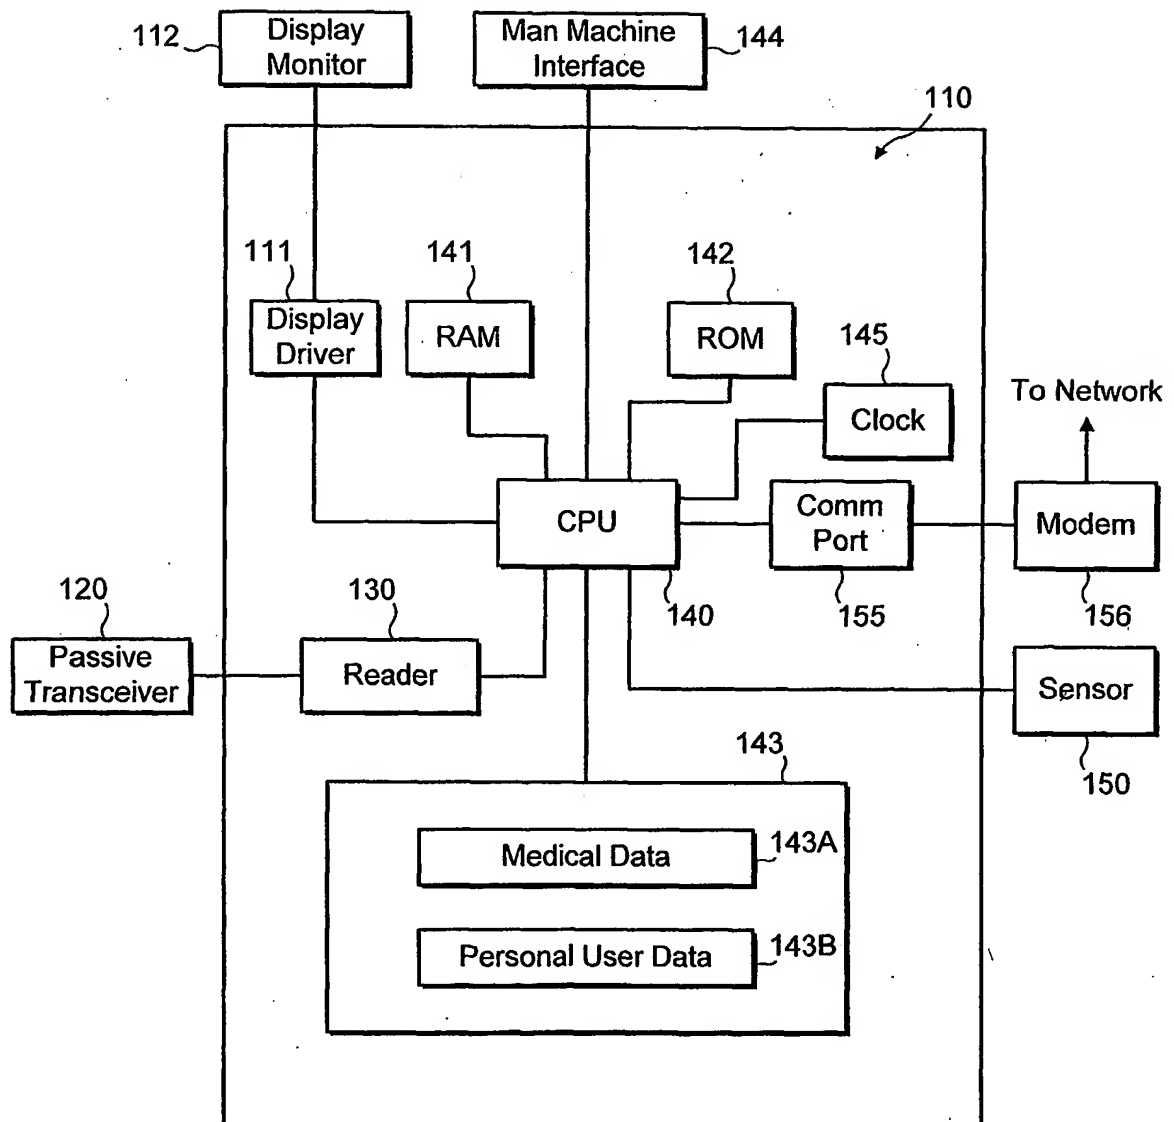 112
Display
Monitor
Man Machine
Interface
144
110
111
Display
Driver
141
RAM
142
ROM
145
Clock
To Network
CPU
140
Comm
Port
155
Modem
156
120
Passive
Transceiver
130
Reader
Sensor
150
143
Medical Data
143A
Personal User Data
143B